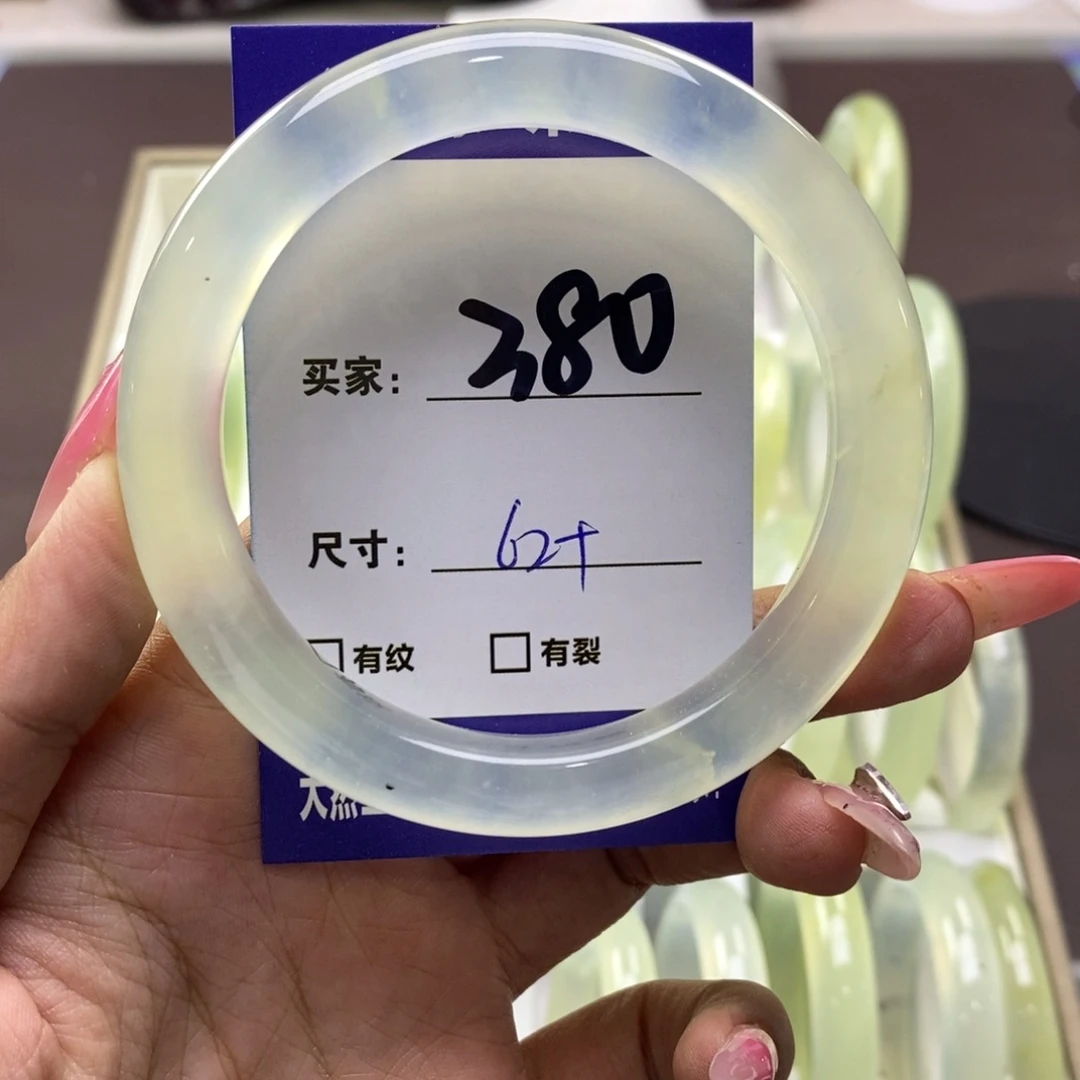 买家: 380
尺寸: 62+
□有纹 □有裂